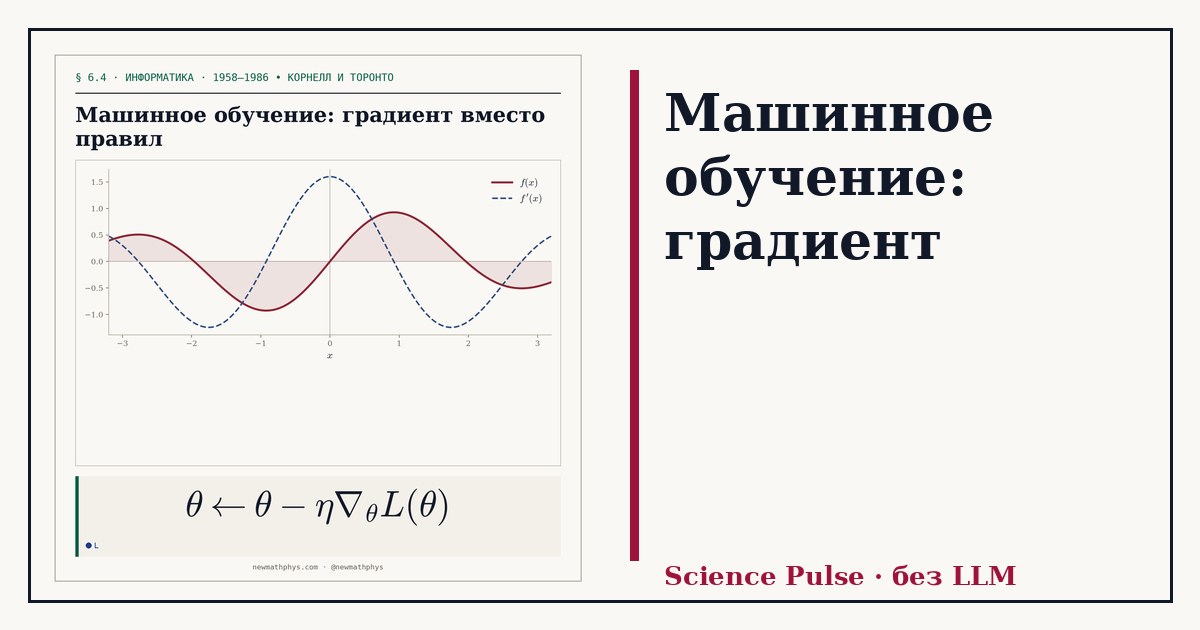 § 6.4 · ИНФОРМАТИКА · 1958—1986 • КОРНЕЛЛ И ТОРОНТО
Машинное обучение: градиент вместо
правил
1.5
1.0
0.5
0.0
−0.5
−1.0
f(x)
f′(x)
−3 −2 −1 0 1 2 3
x
θ ← θ − η∇θL(θ)
L
newmathphys.com · @newmathphys
Машинное
обучение:
градиент
Science Pulse · без LLM